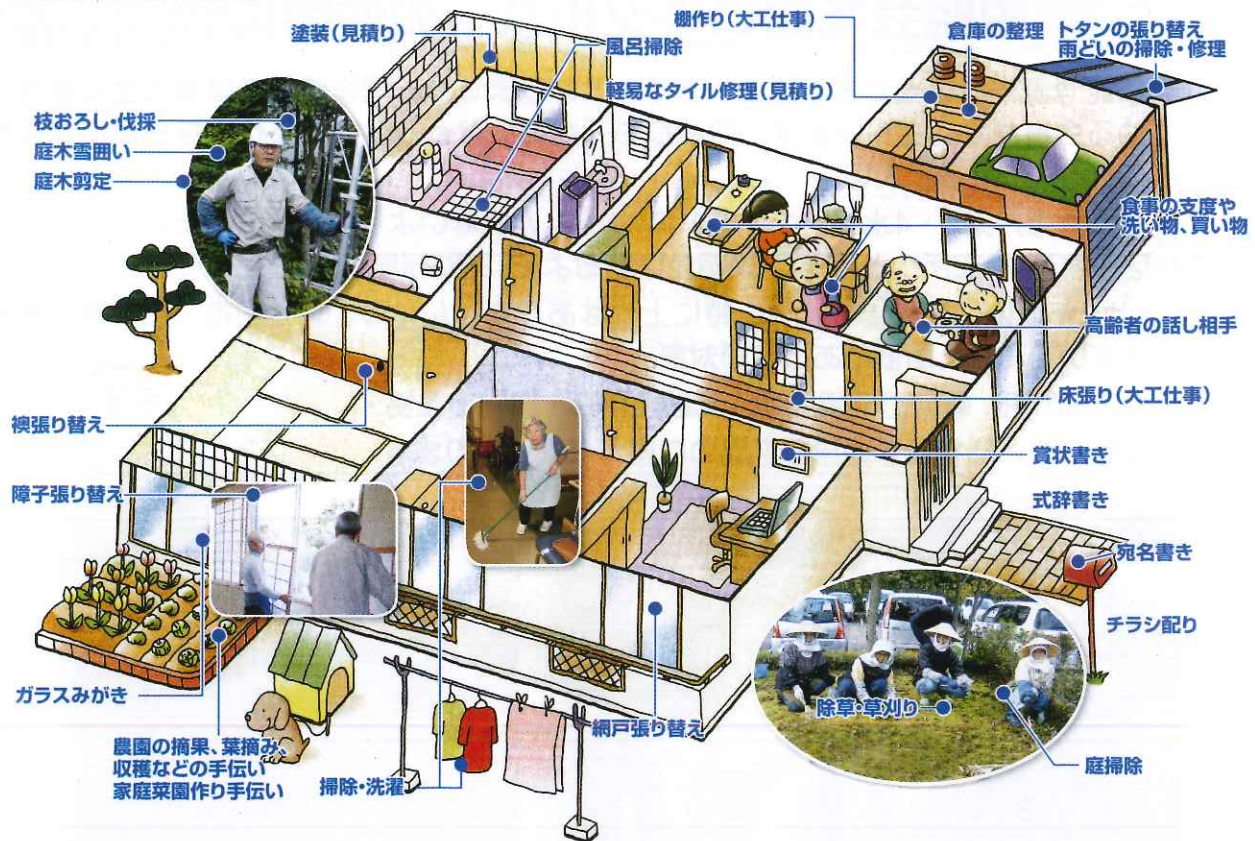 塗装(見積り)
風呂掃除
軽易なタイル修理(見積り)
棚作り(大工仕事)
倉庫の整理
トタンの張り替え
雨どいの掃除・修理
枝おろし・伐採
庭木雪囲い
庭木剪定
食事の支度や
洗い物、買い物
高齢者の話し相手
床張り(大工仕事)
襖張り替え
賞状書き
障子張り替え
式辞書き
宛名書き
チラシ配り
ガラスみがき
除草・草刈り
網戸張り替え
庭掃除
農園の摘果、葉摘み、
収穫などの手伝い
家庭菜園作り手伝い
掃除・洗濯